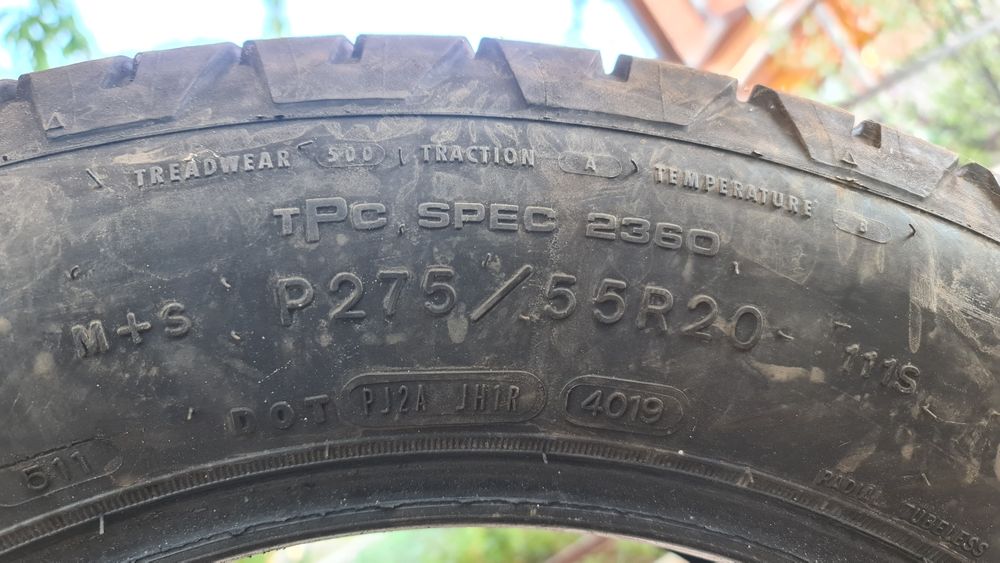 TREADWEAR 500 TRACTION A TEMPERATURE B
TPC SPEC 2360
M+S P275/55R20 111S
DOT PJ2A JH1R 4019
511
RADIAL TUBELESS